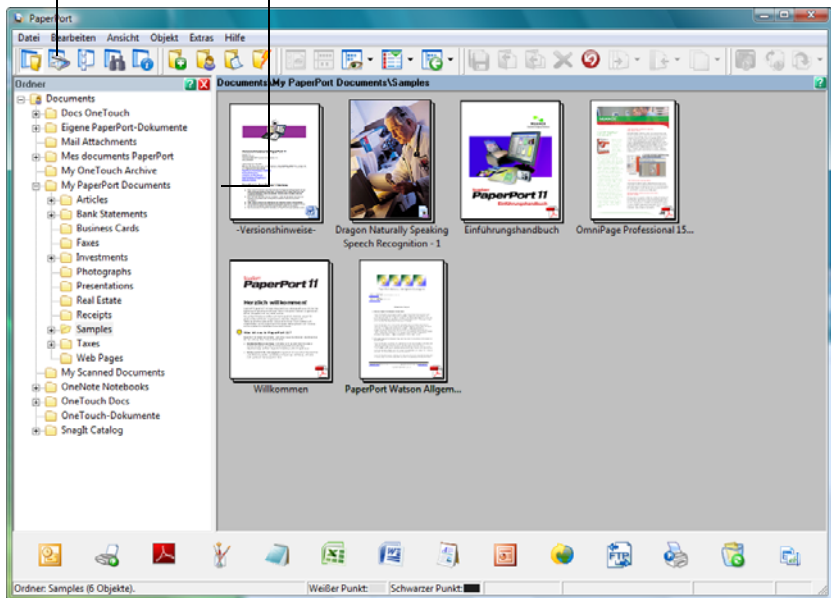 PaperPort
Datei Bearbeiten Ansicht Objekt Extras Hilfe
Ordner
Documents\My PaperPort Documents\Samples
Documents
Docs OneTouch
Eigene PaperPort-Dokumente
Mail Attachments
Mes documents PaperPort
My OneTouch Archive
My PaperPort Documents
Articles
Bank Statements
Business Cards
Faxes
Investments
Photographs
Presentations
Real Estate
Receipts
Samples
Taxes
Web Pages
My Scanned Documents
OneNote Notebooks
OneTouch Docs
OneTouch-Dokumente
SnagIt Catalog
PaperPort 11
Einführungshandbuch
-Versionshinweise-
Dragon Naturally Speaking
Speech Recognition - 1
Einführungshandbuch
OmniPage Professional 15...
PaperPort 11
Herzlich willkommen!
Willkommen
PaperPort Watson Allgem...
FTP
Ordner: Samples (6 Objekte).
Weißer Punkt:
Schwarzer Punkt: